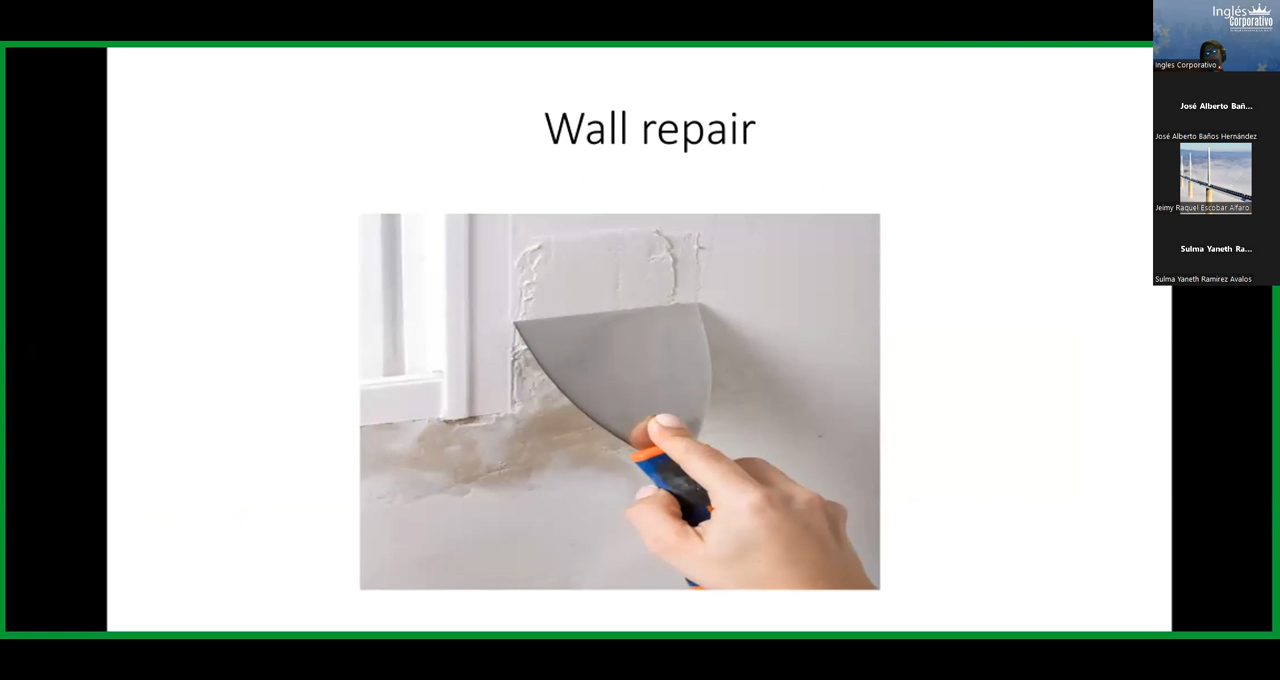 Wall repair
Inglés
Corporativo
Ingles Corporativo
José Alberto Bañ...
José Alberto Baños Hernández
Jeimy Raquel Escobar Alfaro
Sulma Yaneth Ra...
Sulma Yaneth Ramirez Avalos